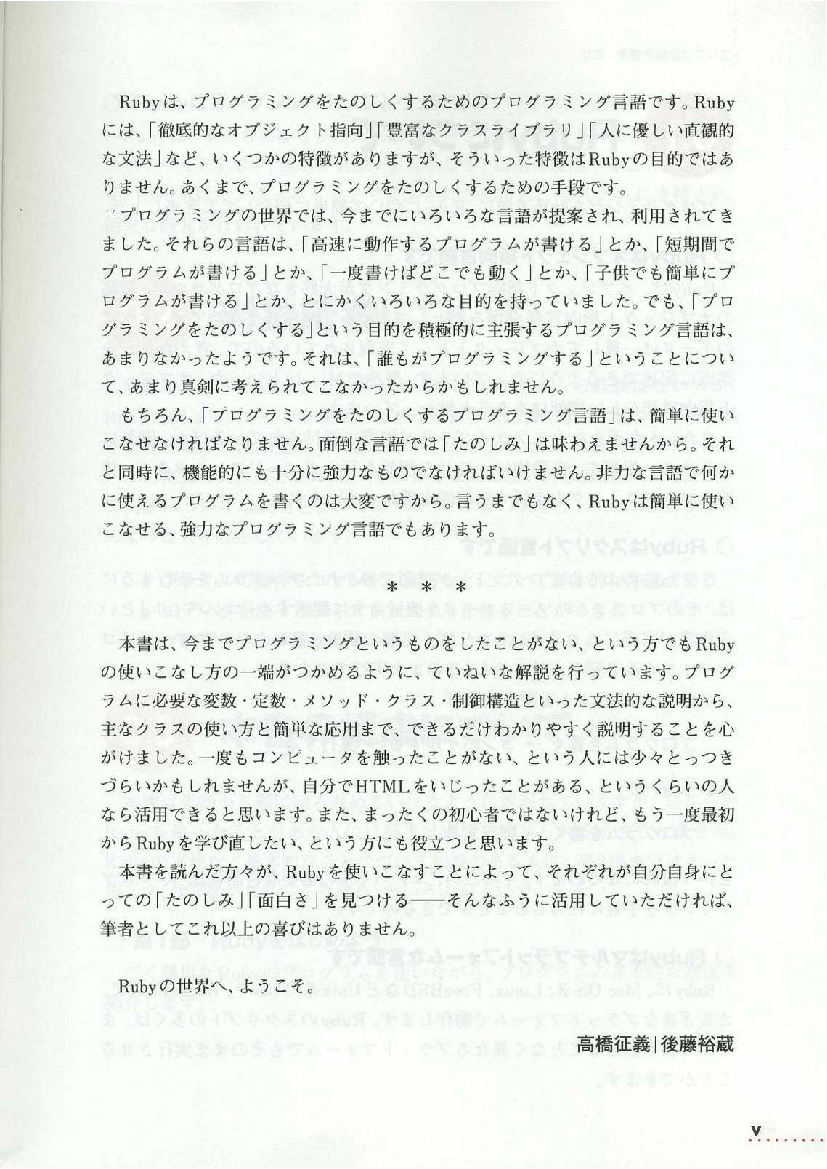 Rubyは、プログラミングをたのしくするためのプログラミング言語です。Ruby
には、「徹底的なオブジェクト指向」「豊富なクラスライブラリ」「人に優しい直観的
な文法」など、いくつかの特徴がありますが、そういった特徴はRubyの目的ではあ
りません。あくまで、プログラミングをたのしくするための手段です。
プログラミングの世界では、今までにいろいろな言語が提案され、利用されてき
ました。それらの言語は、「高速に動作するプログラムが書ける」とか、「短期間で
プログラムが書ける」とか、「一度書けばどこでも動く」とか、「子供でも簡単にプ
ログラムが書ける」とか、とにかくいろいろな目的を持っていました。でも、「プロ
グラミングをたのしくする」という目的を積極的に主張するプログラミング言語は、
あまりなかったようです。それは、「誰もがプログラミングする」ということについ
て、あまり真剣に考えられてこなかったからかもしれません。
もちろん、「プログラミングをたのしくするプログラミング言語」は、簡単に使い
こなせなければなりません。面倒な言語では「たのしみ」は味わえませんから。それ
と同時に、機能的にも十分に強力なものでなければいけません。非力な言語で何か
に使えるプログラムを書くのは大変ですから。言うまでもなく、Rubyは簡単に使い
こなせる、強力なプログラミング言語でもあります。
* * *
本書は、今までプログラミングというものをしたことがない、という方でもRuby
の使いこなし方の一端がつかめるように、ていねいな解説を行っています。プログ
ラムに必要な変数・定数・メソッド・クラス・制御構造といった文法的な説明から、
主なクラスの使い方と簡単な応用まで、できるだけわかりやすく説明することを心
がけました。一度もコンピュータを触ったことがない、という人には少々とっつき
づらいかもしれませんが、自分でHTMLをいじったことがある、というくらいの人
なら活用できると思います。また、まったくの初心者ではないけれど、もう一度最初
からRubyを学び直したい、という方にも役立つと思います。
本書を読んだ方々が、Rubyを使いこなすことによって、それぞれが自分自身にと
っての「たのしみ」「面白さ」を見つける――そんなふうに活用していただければ、
筆者としてこれ以上の喜びはありません。
Rubyの世界へ、ようこそ。
高橋征義|後藤裕蔵
v